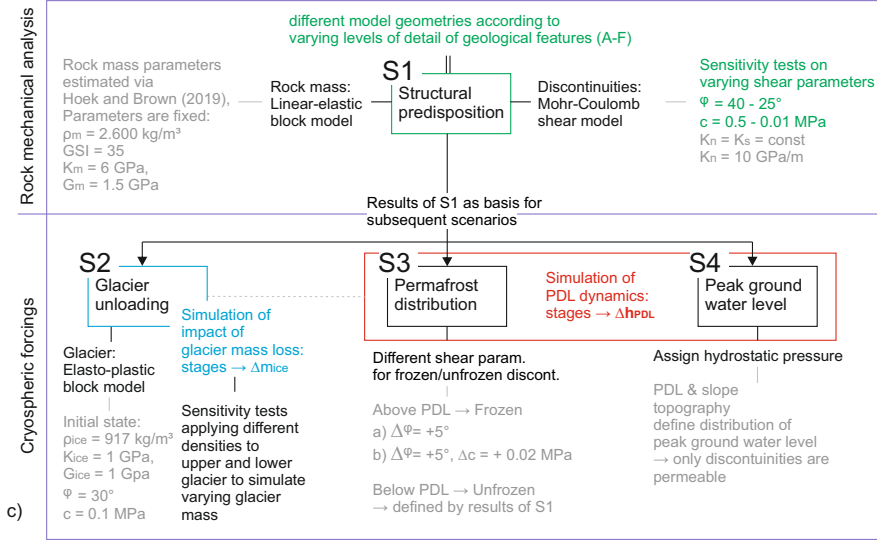 Rock mechanical analysis
different model geometries according to
varying levels of detail of geological features (A-F)
Rock mass parameters
estimated via
Hoek and Brown (2019),
Parameters are fixed:
ρm = 2.600 kg/m³
GSI = 35
Km = 6 GPa,
Gm = 1.5 GPa
Rock mass:
Linear-elastic
block model
S1
Structural
predisposition
Discontinuities:
Mohr-Coulomb
shear model
Sensitivity tests on
varying shear parameters
φ = 40 - 25°
c = 0.5 - 0.01 MPa
Kn = Ks = const
Kn = 10 GPa/m
Results of S1 as basis for
subsequent scenarios
Cryospheric forcings
S2
Glacier
unloading
Glacier:
Elasto-plastic
block model
Initial state:
ρice = 917 kg/m³
Kice = 1 GPa,
Gice = 1 Gpa
φ = 30°
c = 0.1 MPa
Simulation of
impact of
glacier mass loss:
stages → Δmice
Sensitivity tests
applying different
densities to
upper and lower
glacier to simulate
varying glacier
mass
S3
Permafrost
distribution
Different shear param.
for frozen/unfrozen discont.
Above PDL → Frozen
a) Δφ= +5°
b) Δφ= +5°, Δc = + 0.02 MPa
Below PDL → Unfrozen
→ defined by results of S1
Simulation of
PDL dynamics:
stages → ΔhPDL
S4
Peak ground
water level
Assign hydrostatic pressure
PDL & slope
topography
define distribution of
peak ground water level
→ only discontuinities are
permeable
c)